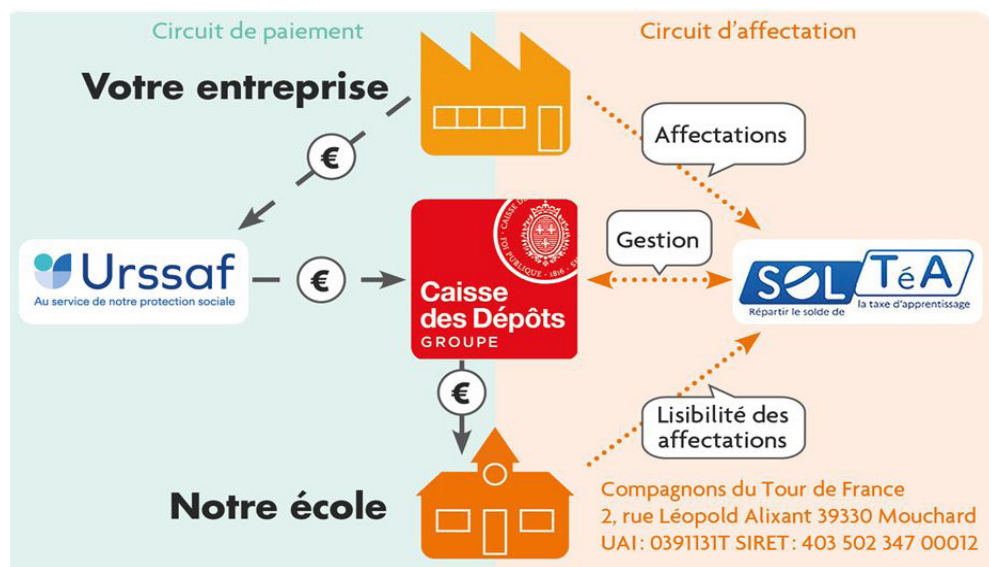 Circuit de paiement
Circuit d'affectation
Votre entreprise
€
Affectations
Urssaf
Au service de notre protection sociale
€
Caisse
des Dépôts
GROUPE
Gestion
SOLTéA
Répartir le solde de la taxe d'apprentissage
€
Lisibilité des
affectations
Notre école
Compagnons du Tour de France
2, rue Léopold Alixant 39330 Mouchard
UAI : 0391131T SIRET : 403 502 347 00012